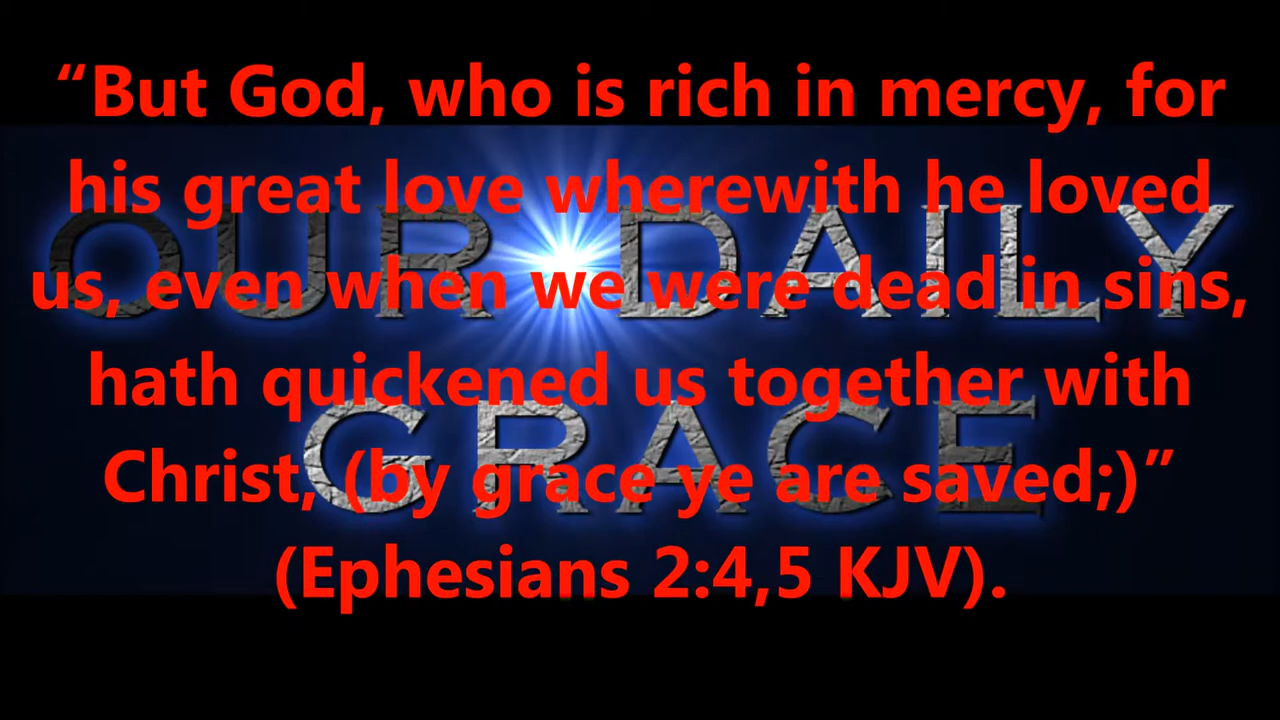 “But God, who is rich in mercy, for
his great love wherewith he loved
us, even when we were dead in sins,
hath quickened us together with
Christ, (by grace ye are saved;)”
(Ephesians 2:4,5 KJV).
OUR DAILY
GRACE